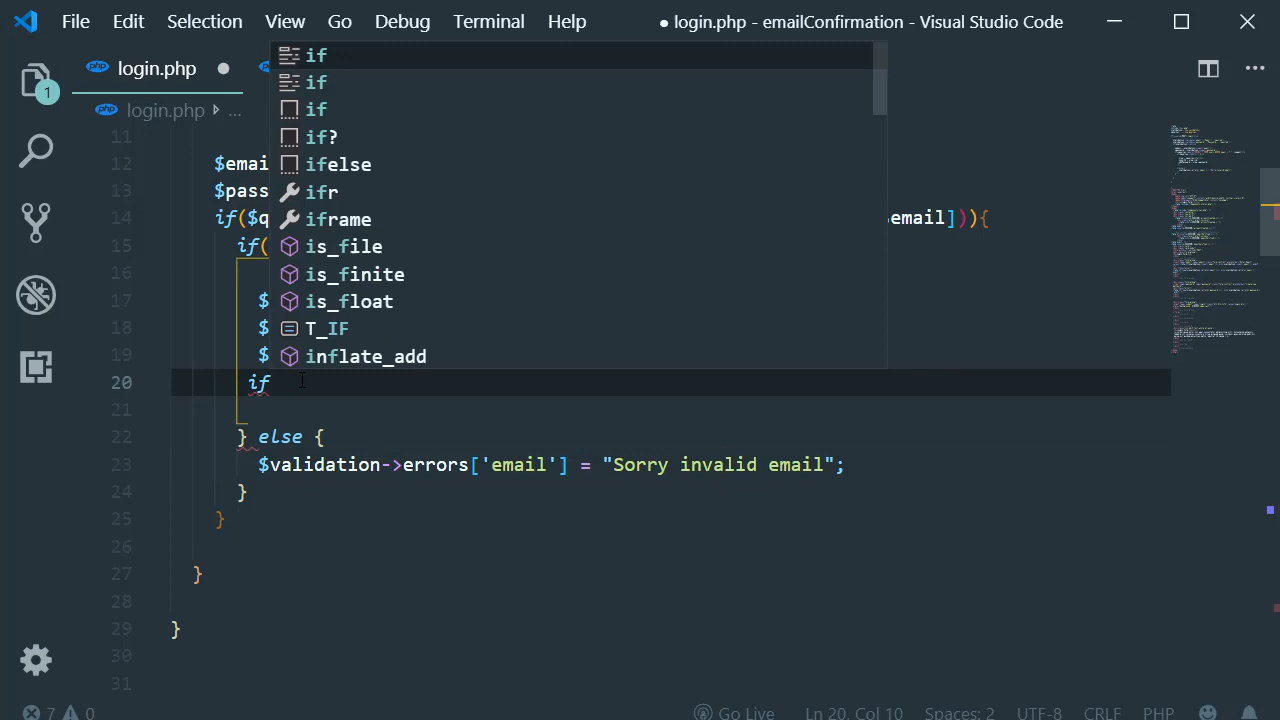 File Edit Selection View Go Debug Terminal Help ● login.php - emailConfirmation - Visual Studio Code
1
php login.php ●
php login.php ...
11
12 $emai
13 $pass
14 if($q email])){
15 if(
16
17 $
18 $
19 $
20 if
21
22 } else {
23 $validation->errors['email'] = "Sorry invalid email";
24 }
25 }
26
27 }
28
29 }
30
31
if
if
if
if?
ifelse
ifr
iframe
is_file
is_finite
is_float
T_IF
inflate_add
7 0 Go Live Ln 20, Col 10 Spaces: 2 UTF-8 CRLF PHP